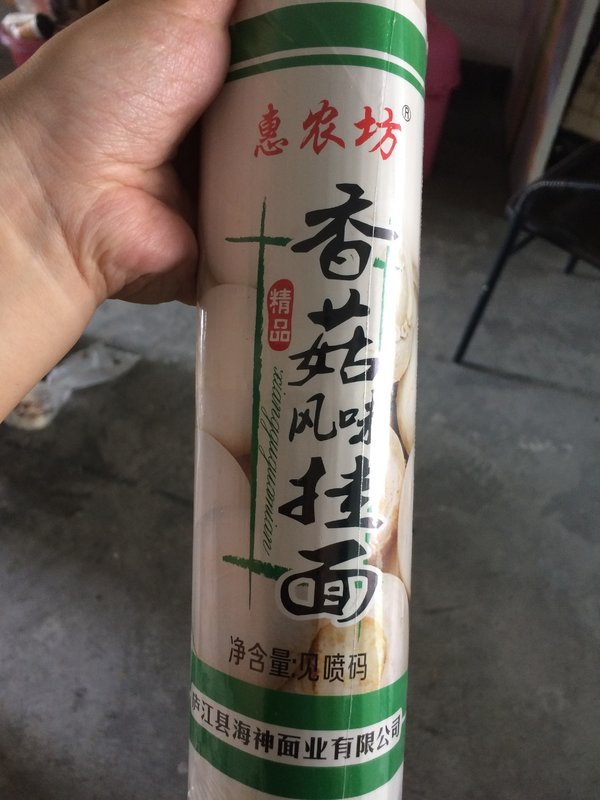 惠农坊®
精品
香菇
风味
挂面
净含量:见喷码
庐江县海神面业有限公司